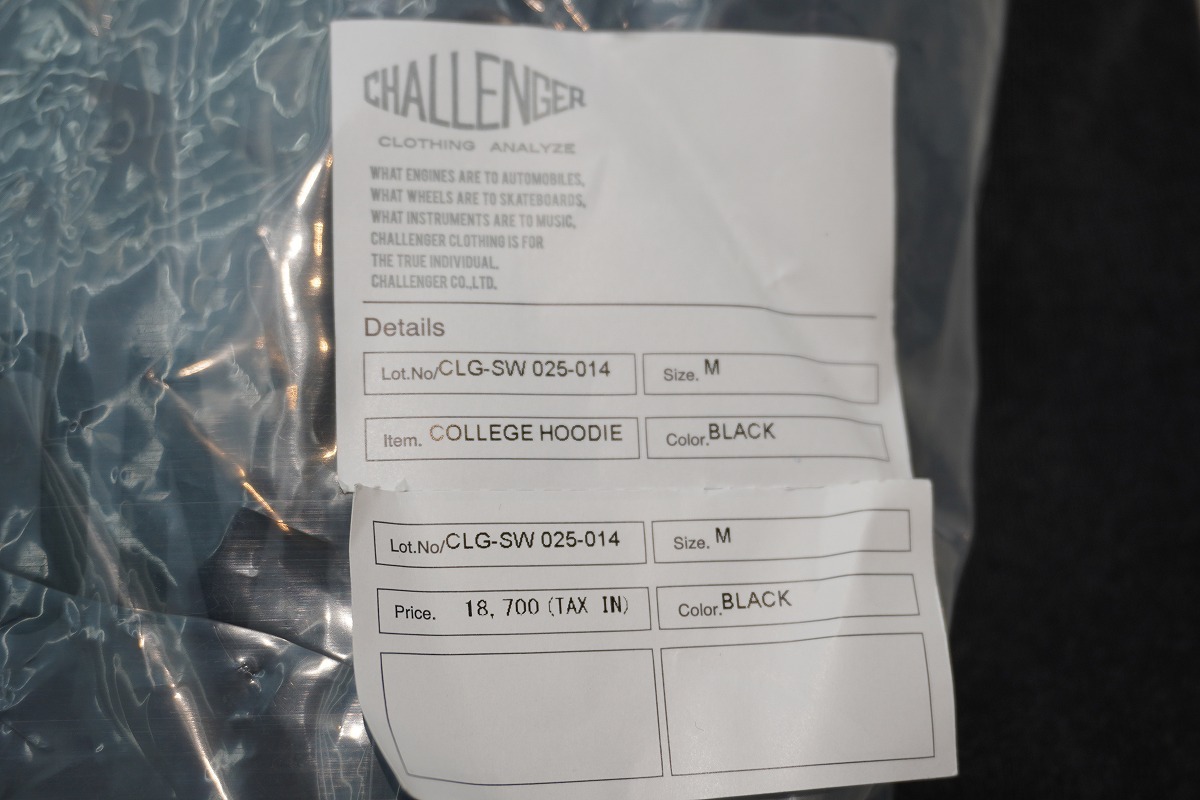 CHALLENGER
CLOTHING ANALYZE
WHAT ENGINES ARE TO AUTOMOBILES,
WHAT WHEELS ARE TO SKATEBOARDS,
WHAT INSTRUMENTS ARE TO MUSIC,
CHALLENGER CLOTHING IS FOR
THE TRUE INDIVIDUAL.
CHALLENGER CO.,LTD.
Details
Lot.No/CLG-SW 025-014 Size. M
Item. COLLEGE HOODIE Color.BLACK
Lot.No/CLG-SW 025-014 Size. M
Price. 18,700 (TAX IN) Color.BLACK